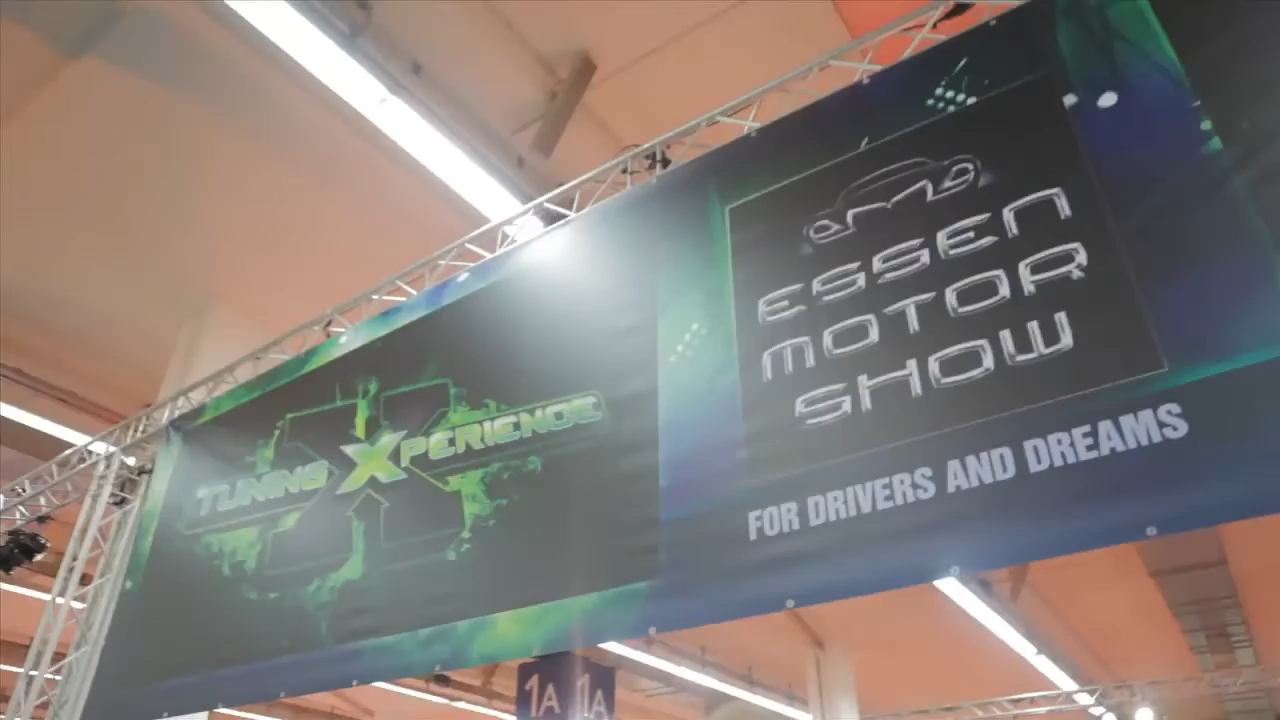 TUNING XPERIENCE
ESSEN
MOTOR
SHOW
FOR DRIVERS AND DREAMS
1A 1A